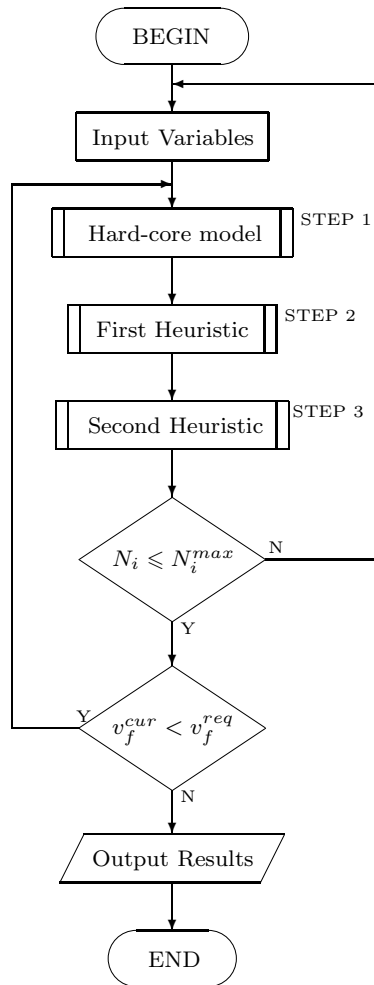 BEGIN
Input Variables
Hard-core model
STEP 1
First Heuristic
STEP 2
Second Heuristic
STEP 3
N_i ⩽ N_i^{max}
N
Y
v_f^{cur} < v_f^{req}
Y
N
Output Results
END